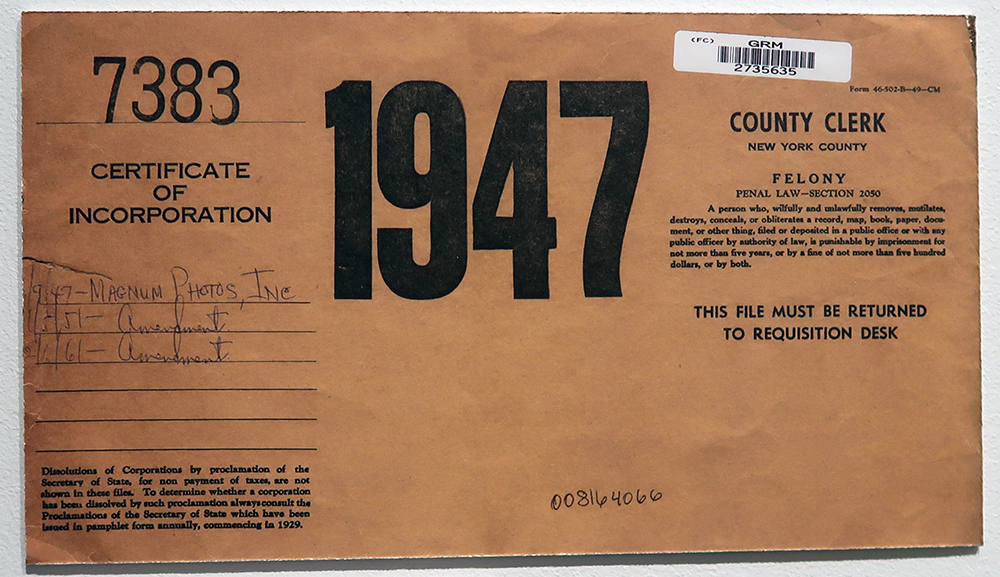 7383
CERTIFICATE
OF
INCORPORATION
1947
(FC) GRM
2735635
Form 46-502-B—49—CM
COUNTY CLERK
NEW YORK COUNTY
FELONY
PENAL LAW—SECTION 2050
A person who, wilfully and unlawfully removes, mutilates,
destroys, conceals, or obliterates a record, map, book, paper, docu-
ment, or other thing, filed or deposited in a public office or with any
public officer by authority of law, is punishable by imprisonment for
not more than five years, or by a fine of not more than five hundred
dollars, or by both.
THIS FILE MUST BE RETURNED
TO REQUISITION DESK
47-MAGNUM PHOTOS, INC
51- Amendment
61- Amendment
Dissolutions of Corporations by proclamation of the
Secretary of State, for non payment of taxes, are not
shown in these files. To determine whether a corporation
has been dissolved by such proclamation always consult the
Proclamations of the Secretary of State which have been
issued in pamphlet form annually, commencing in 1929.
008164066